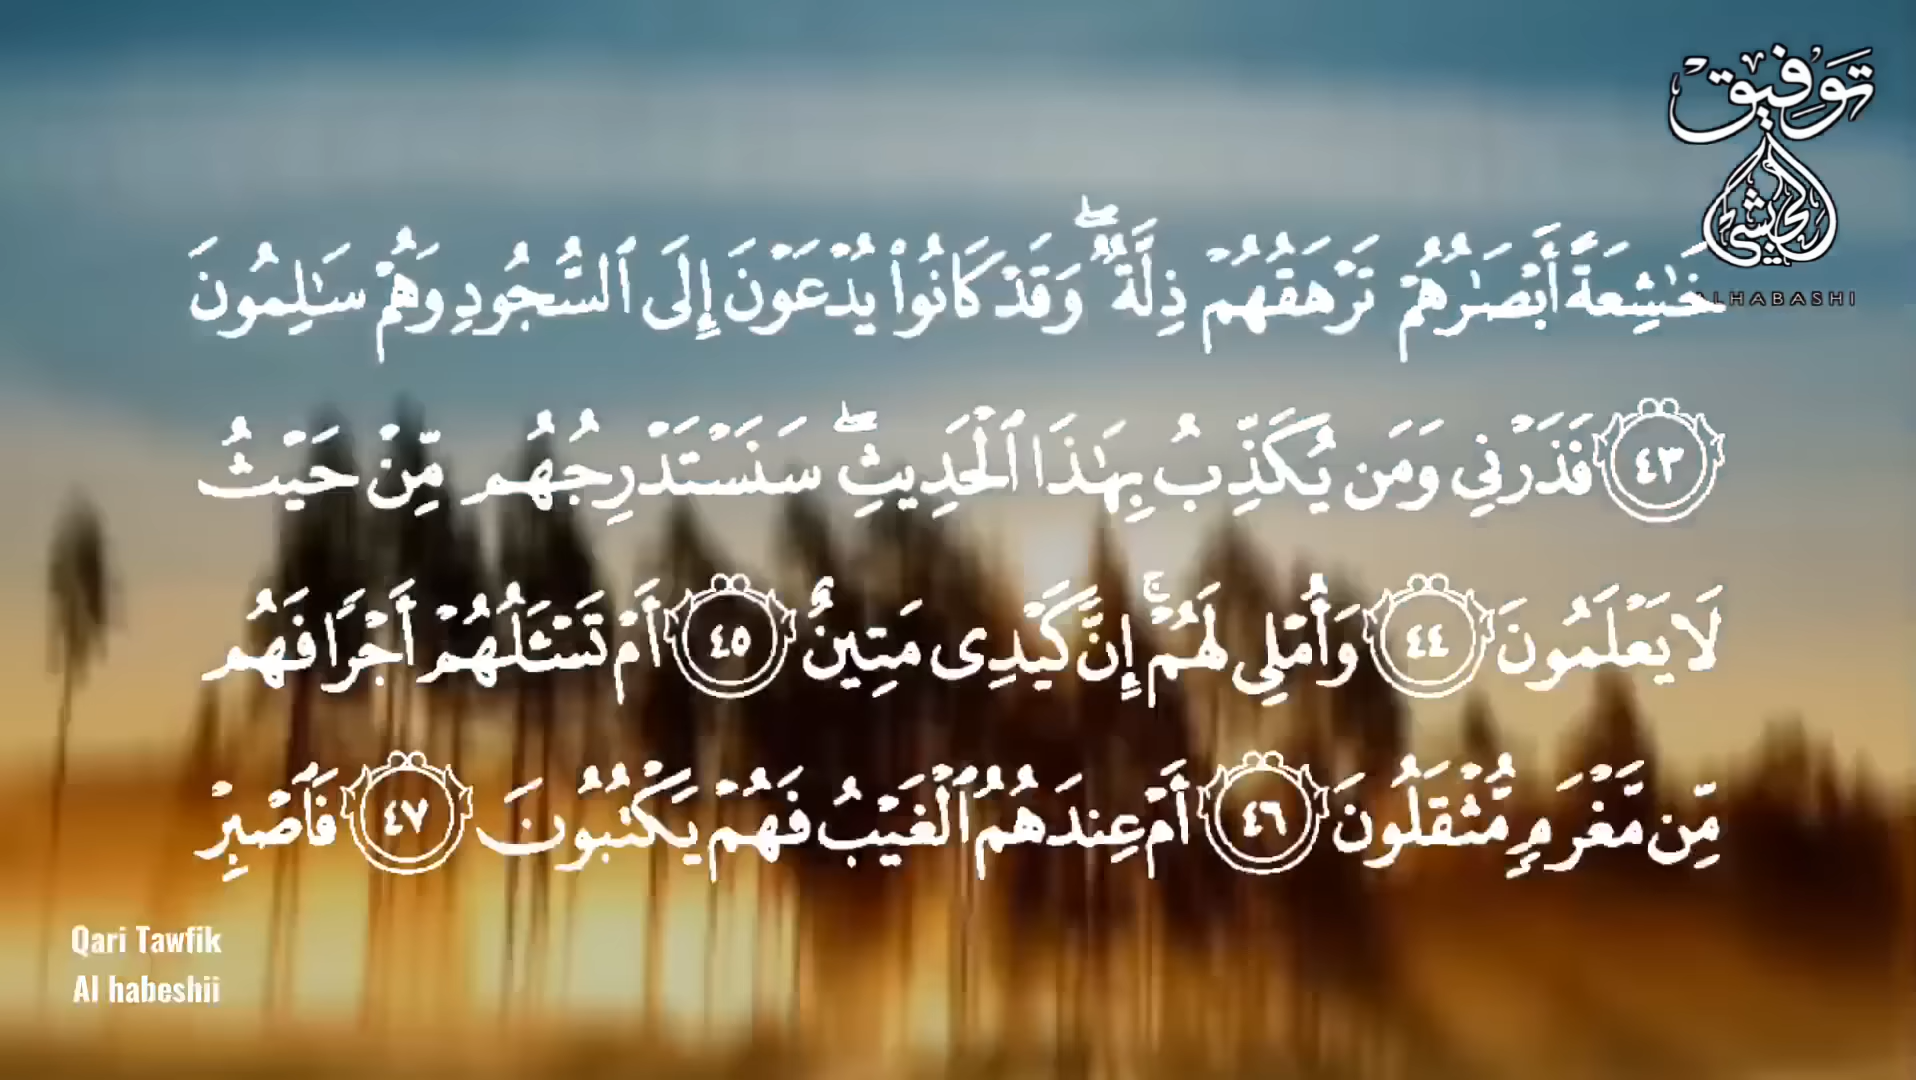 توفيق
الحبشي
ALHABASHI
خَٰشِعَةً أَبْصَٰرُهُمْ تَرْهَقُهُمْ ذِلَّةٌ ۖ وَقَدْ كَانُوا۟ يُدْعَوْنَ إِلَى ٱلسُّجُودِ وَهُمْ سَٰلِمُونَ
٤٣ فَذَرْنِى وَمَن يُكَذِّبُ بِهَٰذَا ٱلْحَدِيثِ ۖ سَنَسْتَدْرِجُهُم مِّنْ حَيْثُ
لَا يَعْلَمُونَ ٤٤ وَأُمْلِى لَهُمْ ۚ إِنَّ كَيْدِى مَتِينٌ ٤٥ أَمْ تَسْـَٔلُهُمْ أَجْرًا فَهُم
مِّن مَّغْرَمٍ مُّثْقَلُونَ ٤٦ أَمْ عِندَهُمُ ٱلْغَيْبُ فَهُمْ يَكْتُبُونَ ٤٧ فَٱصْبِرْ
Qari Tawfik
Al habeshii